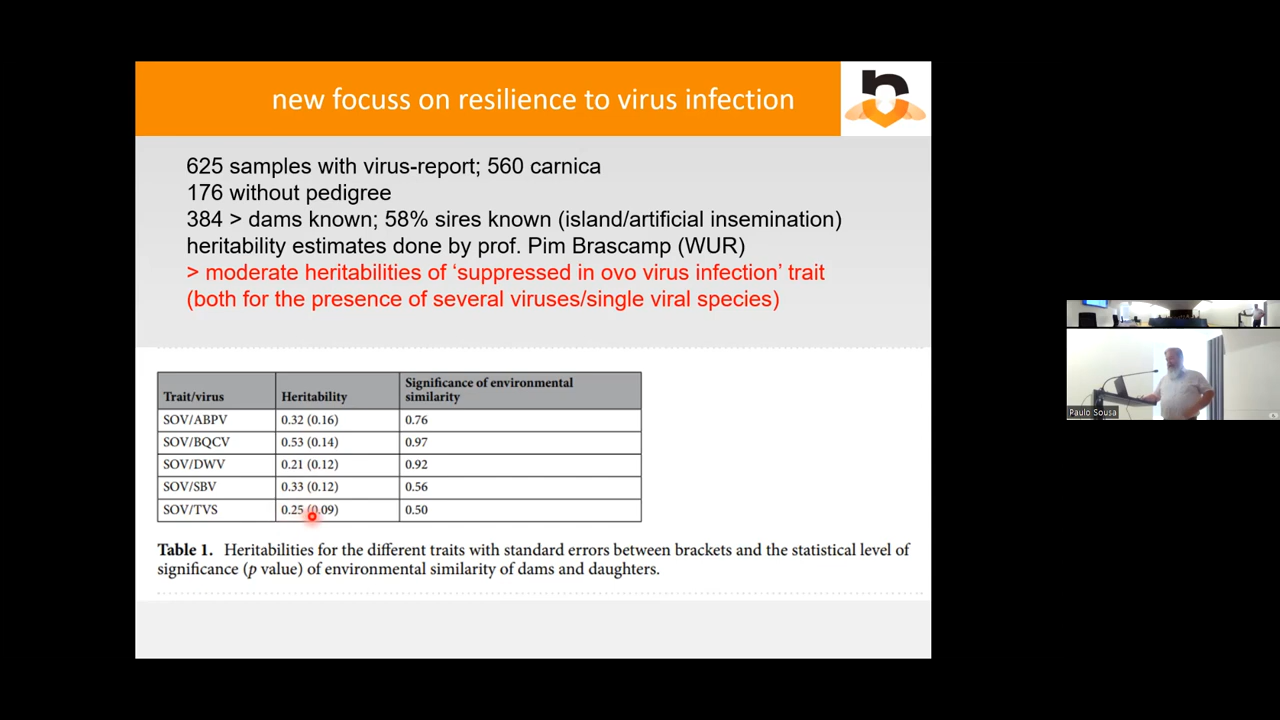 new focuss on resilience to virus infection
625 samples with virus-report; 560 carnica
176 without pedigree
384 > dams known; 58% sires known (island/artificial insemination)
heritability estimates done by prof. Pim Brascamp (WUR)
> moderate heritabilities of ‘suppressed in ovo virus infection’ trait
(both for the presence of several viruses/single viral species)
Trait/virus Heritability Significance of environmental similarity
SOV/ABPV 0.32 (0.16) 0.76
SOV/BQCV 0.53 (0.14) 0.97
SOV/DWV 0.21 (0.12) 0.92
SOV/SBV 0.33 (0.12) 0.56
SOV/TVS 0.25 (0.09) 0.50
Table 1. Heritabilities for the different traits with standard errors between brackets and the statistical level of
significance (p value) of environmental similarity of dams and daughters.
Paulo Sousa